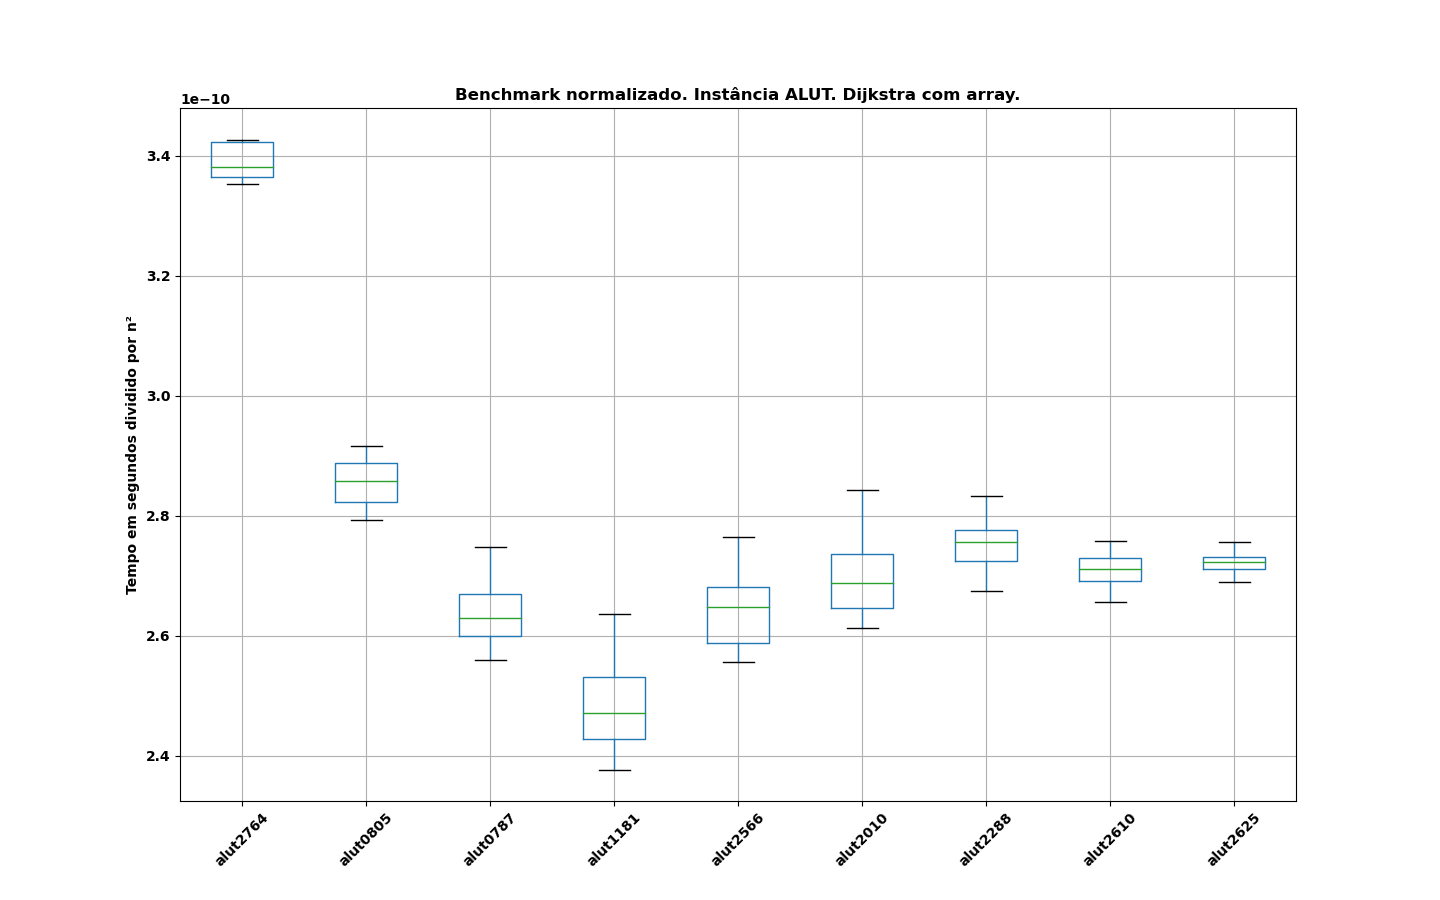 Benchmark normalizado. Instância ALUT. Dijkstra com array.
1e−10
3.4
3.2
3.0
2.8
2.6
2.4
Tempo em segundos dividido por n²
alut2764
alut0805
alut0787
alut1181
alut2566
alut2010
alut2288
alut2610
alut2625